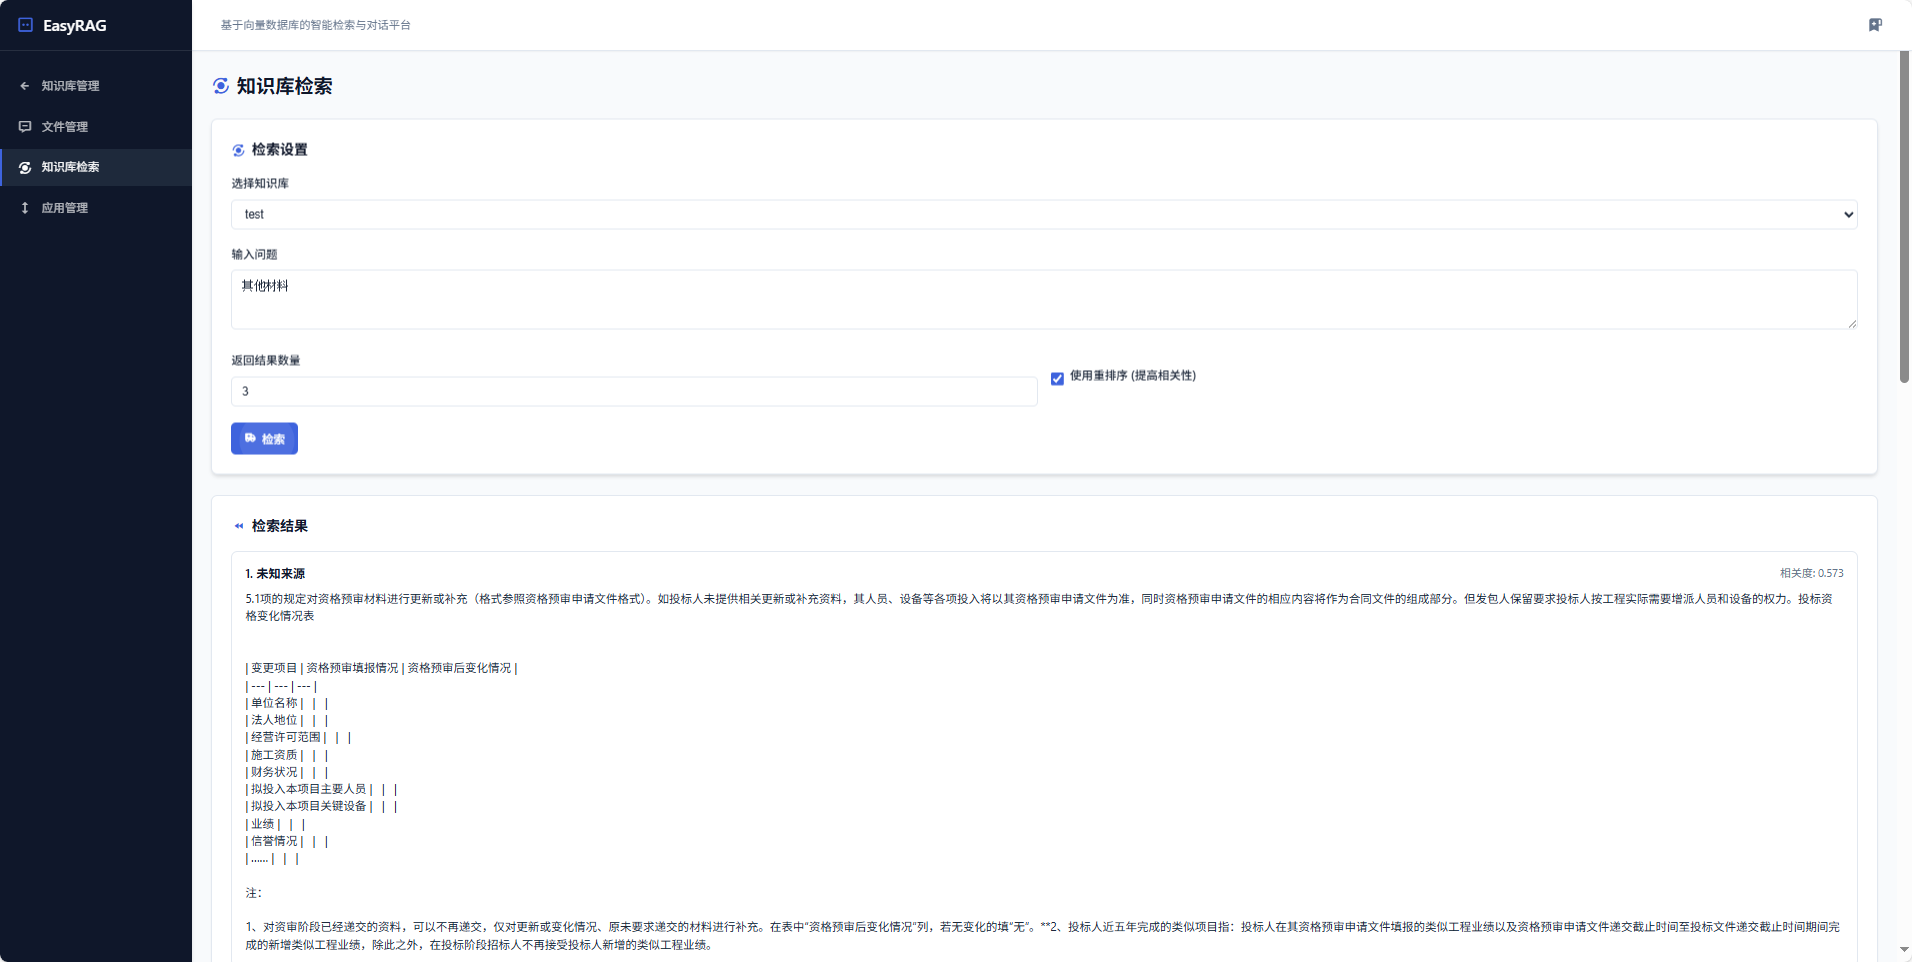 EasyRAG
基于向量数据库的智能检索与对话平台
知识库管理
文件管理
知识库检索
应用管理
知识库检索
检索设置
选择知识库
test
输入问题
其他材料
返回结果数量
3
使用重排序 (提高相关性)
检索
检索结果
1. 未知来源
相关度: 0.573
5.1项的规定对资格预审材料进行更新或补充（格式参照资格预审申请文件格式）。如投标人未提供相关更新或补充资料，其人员、设备等各项投入将以其资格预审申请文件为准，同时资格预审申请文件的相应内容将作为合同文件的组成部分。但发包人保留要求投标人按工程实际需要增派人员和设备的权力。投标资
格变化情况表
| 变更项目 | 资格预审填报情况 | 资格预审后变化情况 |
| --- | --- | --- |
| 单位名称 | | |
| 法人地位 | | |
| 经营许可范围 | | |
| 施工资质 | | |
| 财务状况 | | |
| 拟投入本项目主要人员 | | |
| 拟投入本项目关键设备 | | |
| 业绩 | | |
| 信誉情况 | | |
| ...... | | |
注：
1、对资审阶段已经递交的资料，可以不再递交，仅对更新或变化情况、原未要求递交的材料进行补充。在表中“资格预审后变化情况”列，若无变化的填“无”。**2、投标人近五年完成的类似项目指：投标人在其资格预审申请文件填报的类似工程业绩以及资格预审申请文件递交截止时间至投标文件递交截止时间期间完
成的新增类似工程业绩，除此之外，在投标阶段招标人不再接受投标人新增的类似工程业绩。